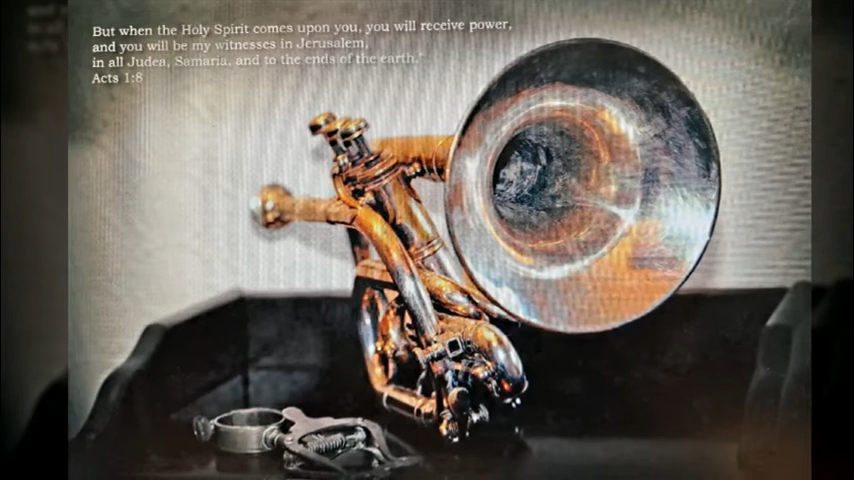 But when the Holy Spirit comes upon you, you will receive power,
and you will be my witnesses in Jerusalem,
in all Judea, Samaria, and to the ends of the earth."
Acts 1:8